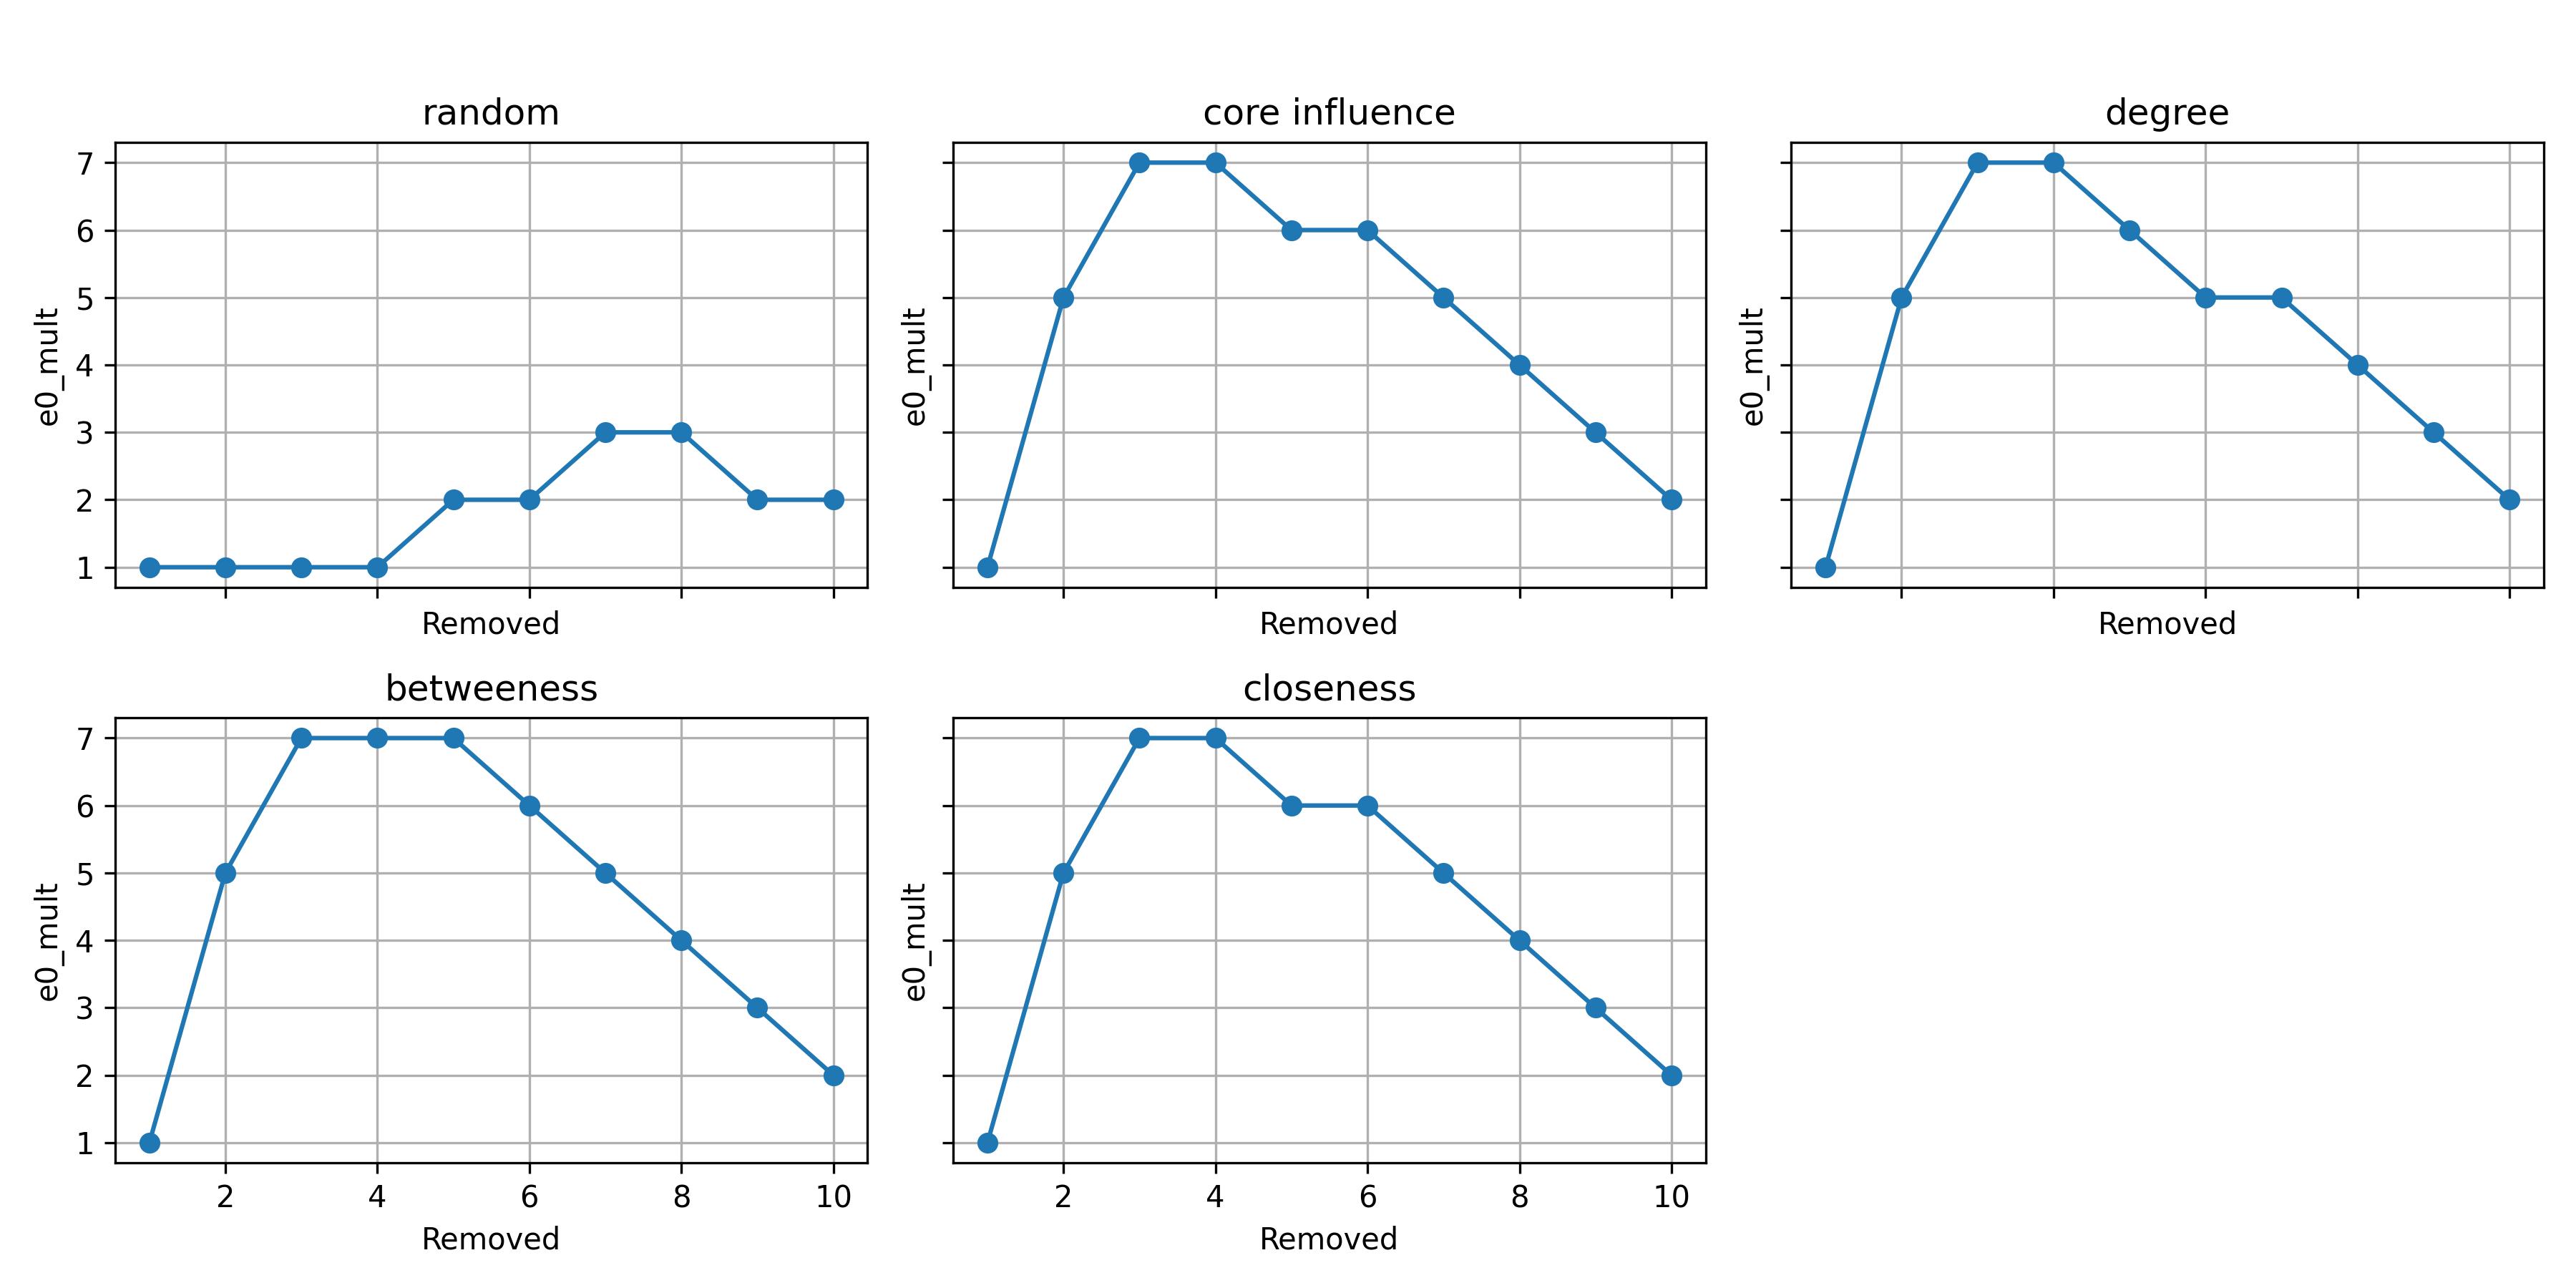 random
7
6
5
4
3
2
1
e0_mult
Removed
core influence
e0_mult
Removed
degree
e0_mult
Removed
betweeness
7
6
5
4
3
2
1
e0_mult
2 4 6 8 10
Removed
closeness
e0_mult
2 4 6 8 10
Removed